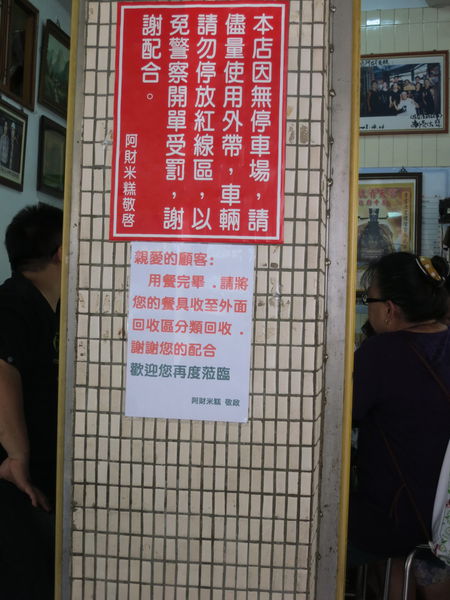 本店因無停車場，請
儘量使用外帶，車輛
請勿停放紅線區，以
免警察開單受罰，謝
謝配合。
阿財米糕敬啓
親愛的顧客：
用餐完畢．請將
您的餐具收至外面
回收區分類回收．
謝謝您的配合
歡迎您再度蒞臨
阿財米糕 敬啟